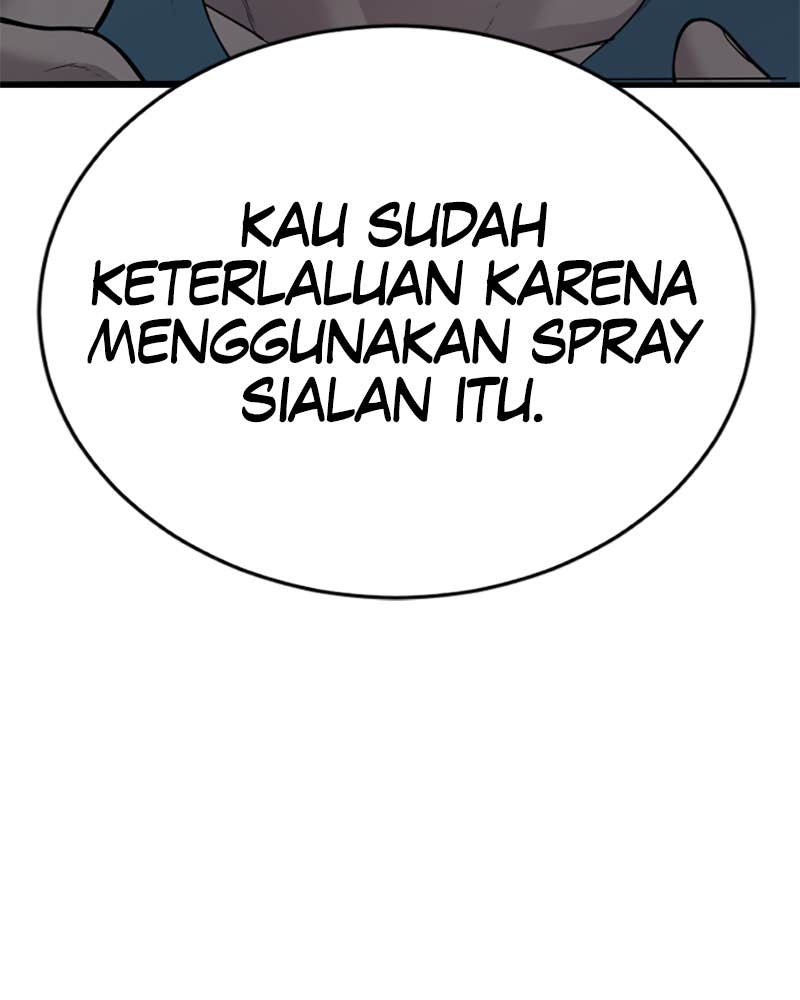 KAU SUDAH
KETERLALUAN KARENA
MENGGUNAKAN SPRAY
SIALAN ITU.